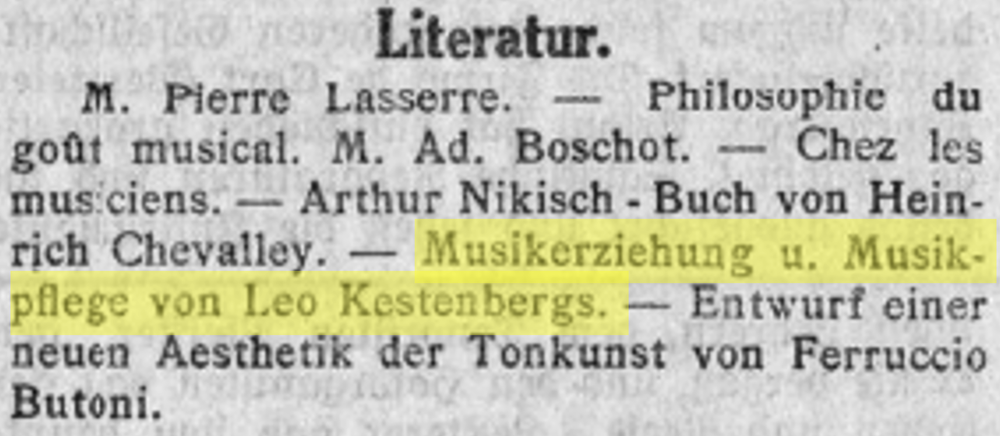 Literatur.
M. Pierre Lasserre. — Philosophie du
goût musical. M. Ad. Boschot. — Chez les
musiciens. — Arthur Nikisch - Buch von Hein-
rich Chevalley. — Musikerziehung u. Musik-
pflege von Leo Kestenbergs. — Entwurf einer
neuen Aesthetik der Tonkunst von Ferruccio
Butoni.